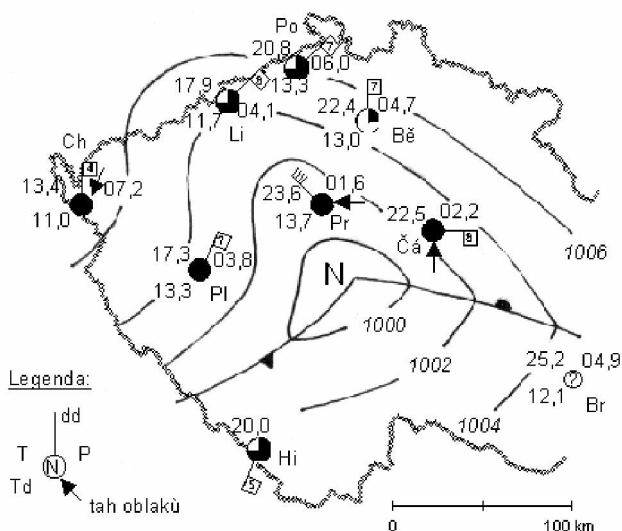 Po
20,8
7
06,0
13,3
17,9
8
04,1
11,7
Li
7
22,4
04,7
13,0
Bě
Ch
4
13,4
07,2
11,0
23,6
01,6
13,7
Pr
22,5
02,2
8
Čá
1006
17,3
03,8
13,3
Pl
N
1000
1002
1004
25,2
04,9
?
12,1
Br
20,0
Hi
5
Legenda:
dd
T
P
N
Td
tah oblaků
0
100 km